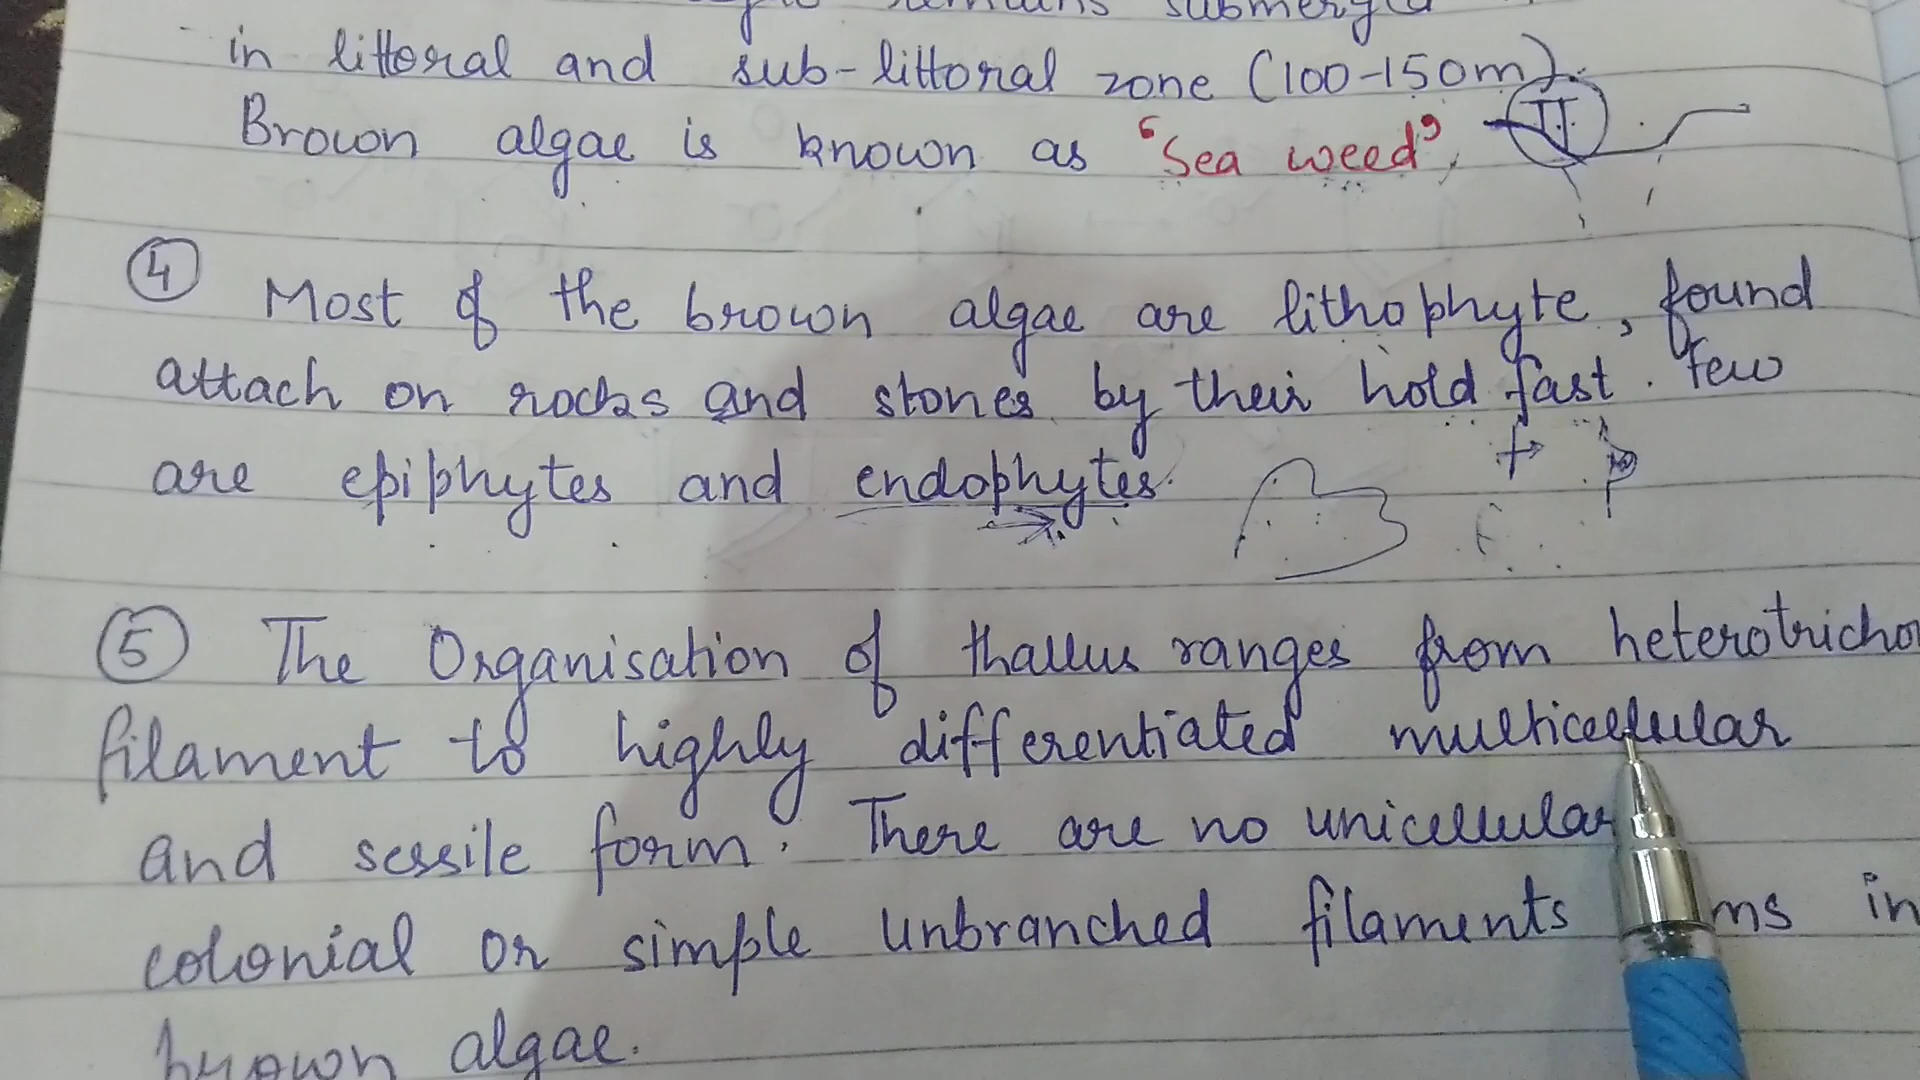 remains submerged
in littoral and sub-littoral zone (100-150m).
Brown algae is known as "Sea weed",
④ Most of the brown algae are lithophyte, found
attach on rocks and stones by their hold fast. Few
are epiphytes and endophytes.
⑤ The Organisation of thallus ranges from heterotricho
filament to highly differentiated multicellular
and sessile form. There are no unicellular
colonial or simple unbranched filaments ms in
brown algae.